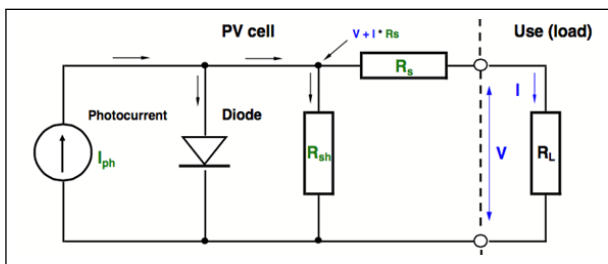 PV cell
V + I * Rs
Use (load)
Rs
I
Photocurrent
Diode
Iph
Rsh
V
RL